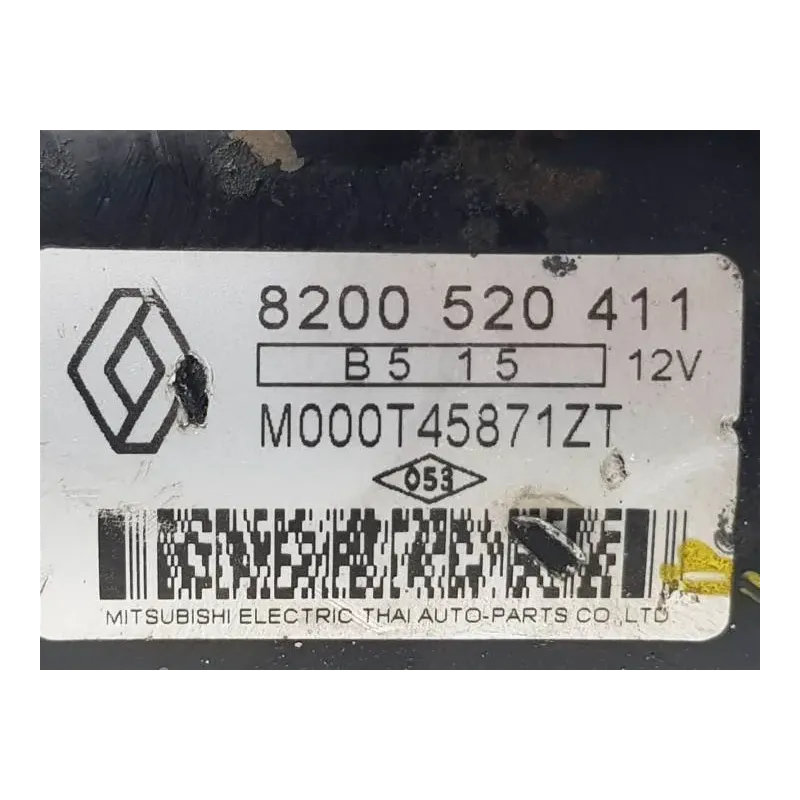 8200 520 411
B5 15 12V
M000T45871ZT
053
MITSUBISHI ELECTRIC THAI AUTO-PARTS CO.,LTD.